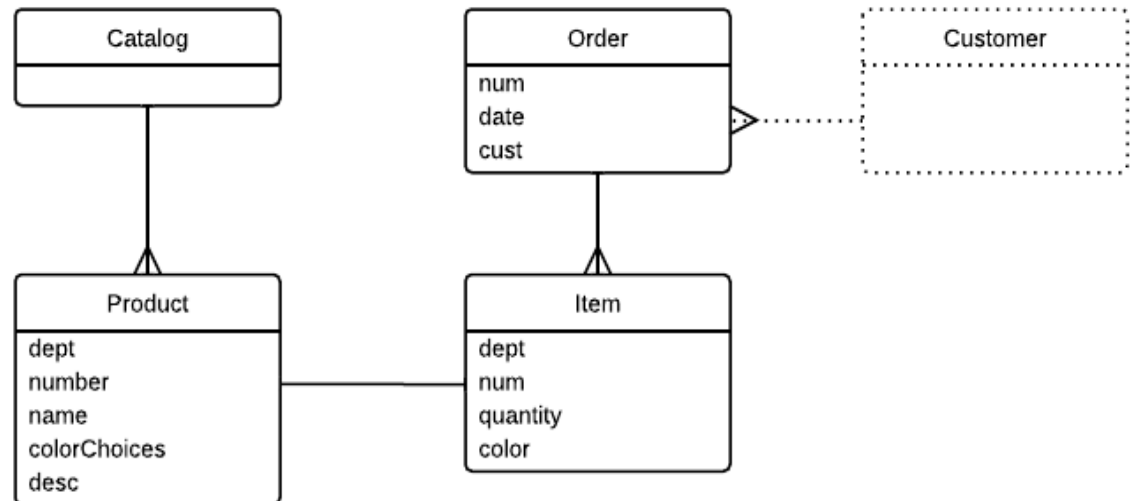 Catalog
Order
num
date
cust
Customer
Product
dept
number
name
colorChoices
desc
Item
dept
num
quantity
color